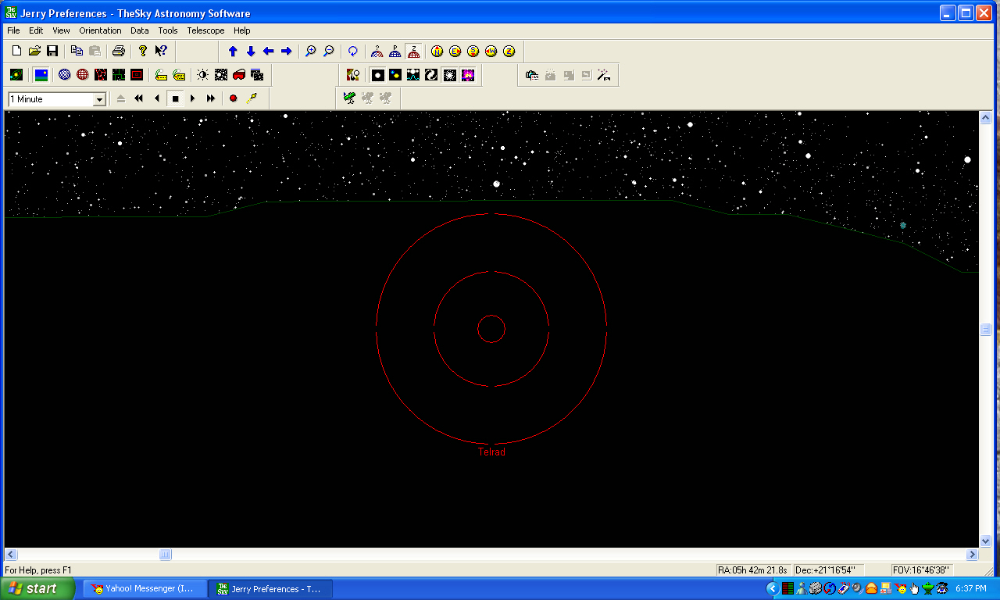 THE SKY Jerry Preferences - TheSky Astronomy Software
File Edit View Orientation Data Tools Telescope Help
Z
N E S W Z
1 Minute
Telrad
For Help, press F1 RA:05h 42m 21.8s Dec:+21°16'54" FOV:16°46'38"
start Yahoo! Messenger (I... Jerry Preferences - T... 6:37 PM